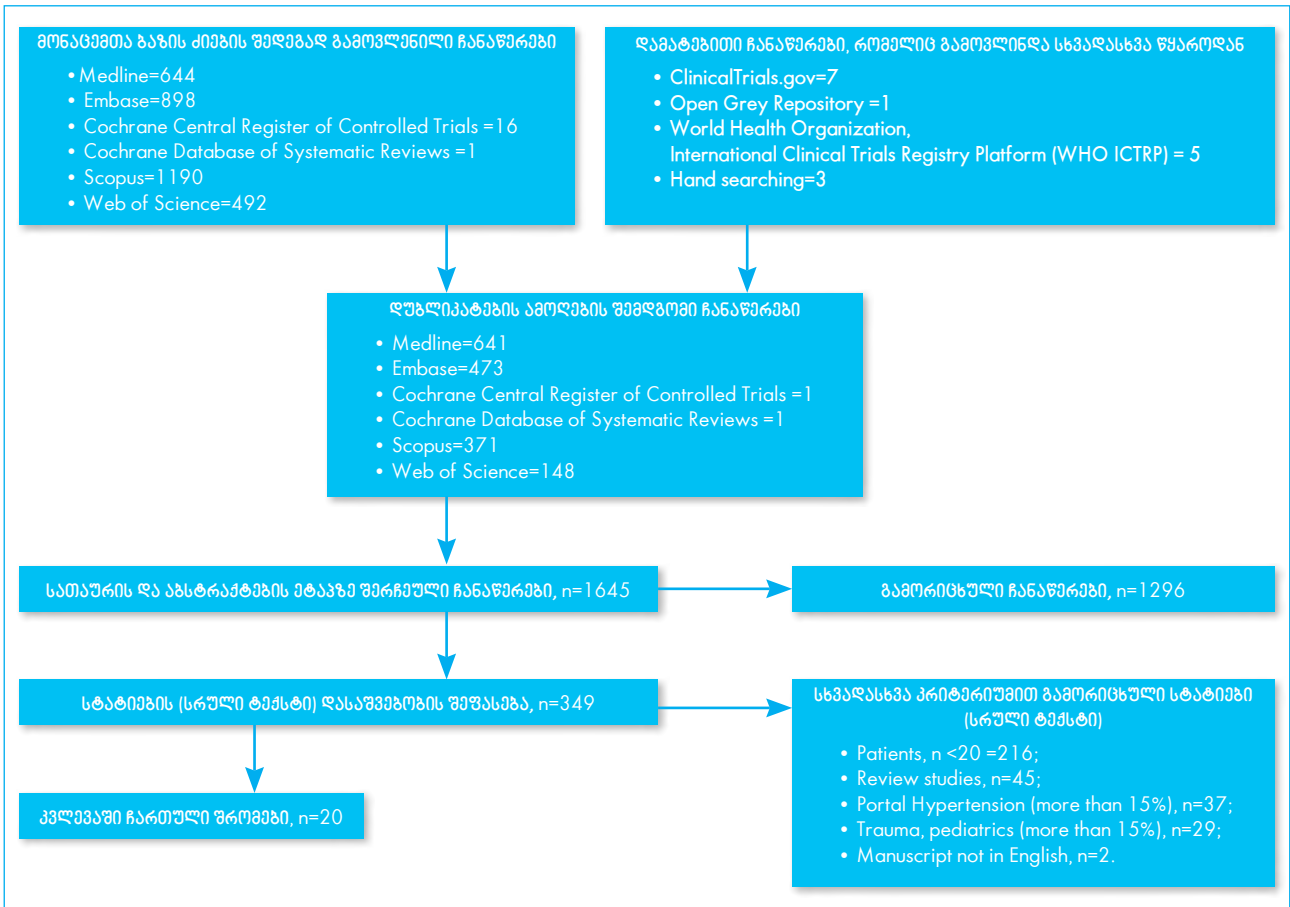 მონაცემთა ბაზის ძიების შედეგად გამოვლენილი ჩანაწერები
• Medline=644
• Embase=898
• Cochrane Central Register of Controlled Trials =16
• Cochrane Database of Systematic Reviews =1
• Scopus=1190
• Web of Science=492
დამატებითი ჩანაწერები, რომელიც გამოვლინდა სხვადასხვა წყაროდან
• ClinicalTrials.gov=7
• Open Grey Repository =1
• World Health Organization,
International Clinical Trials Registry Platform (WHO ICTRP) = 5
• Hand searching=3
დუბლიკატების ამოღების შემდგომი ჩანაწერები
• Medline=641
• Embase=473
• Cochrane Central Register of Controlled Trials =1
• Cochrane Database of Systematic Reviews =1
• Scopus=371
• Web of Science=148
სათაურის და აბსტრაქტების ეტაპზე შერჩეული ჩანაწერები, n=1645
გამორიცხული ჩანაწერები, n=1296
სტატიების (სრული ტექსტი) დასაშვებობის შეფასება, n=349
სხვადასხვა კრიტერიუმით გამორიცხული სტატიები
(სრული ტექსტი)
• Patients, n <20 =216;
• Review studies, n=45;
• Portal Hypertension (more than 15%), n=37;
• Trauma, pediatrics (more than 15%), n=29;
• Manuscript not in English, n=2.
კვლევაში ჩართული შრომები, n=20